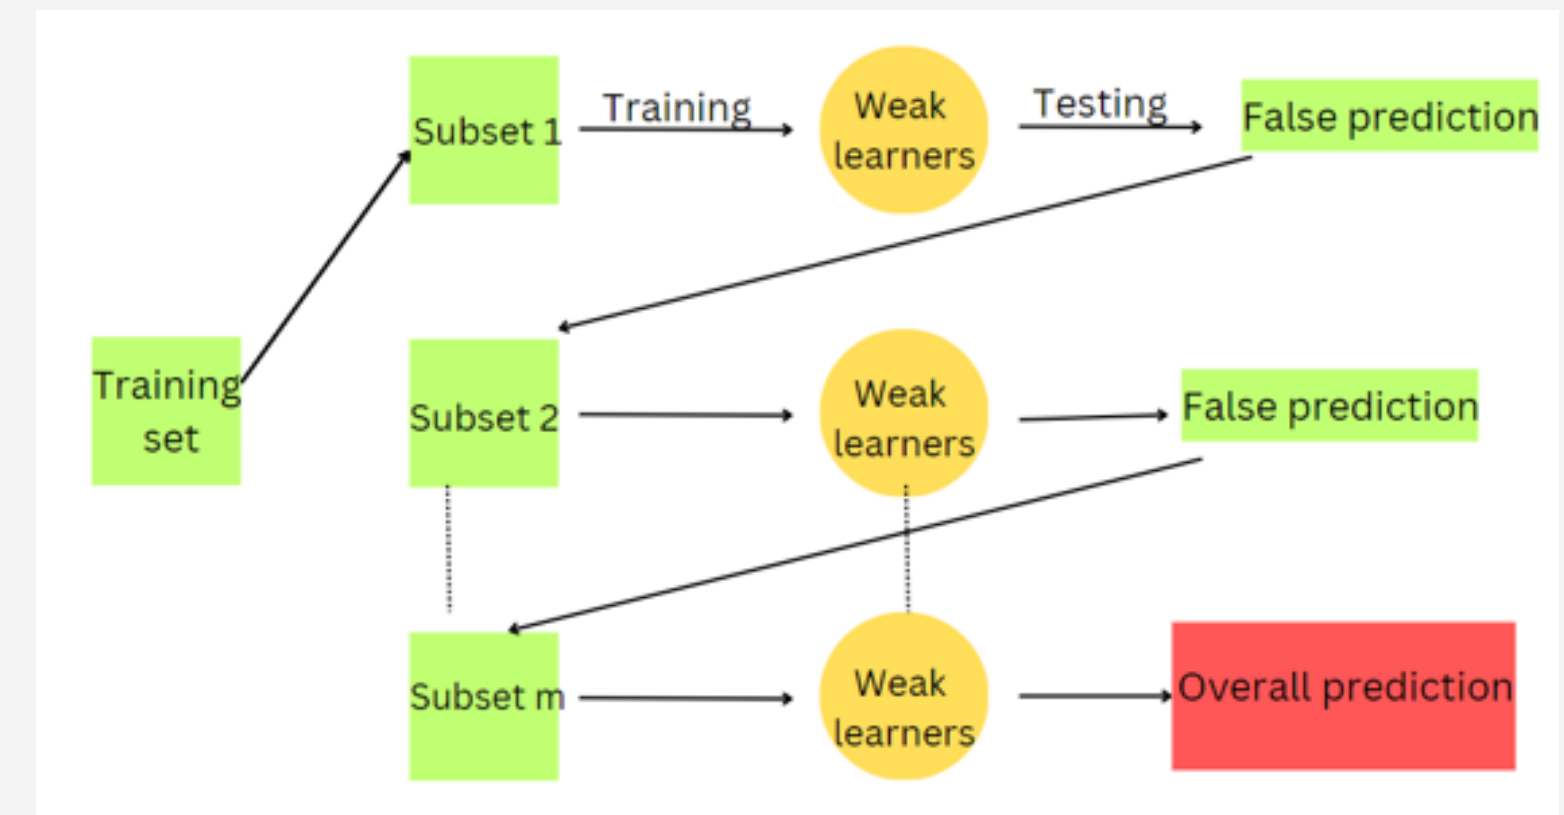 Subset 1
Training
Weak
learners
Testing
False prediction
Training
set
Subset 2
Weak
learners
False prediction
Subset m
Weak
learners
Overall prediction